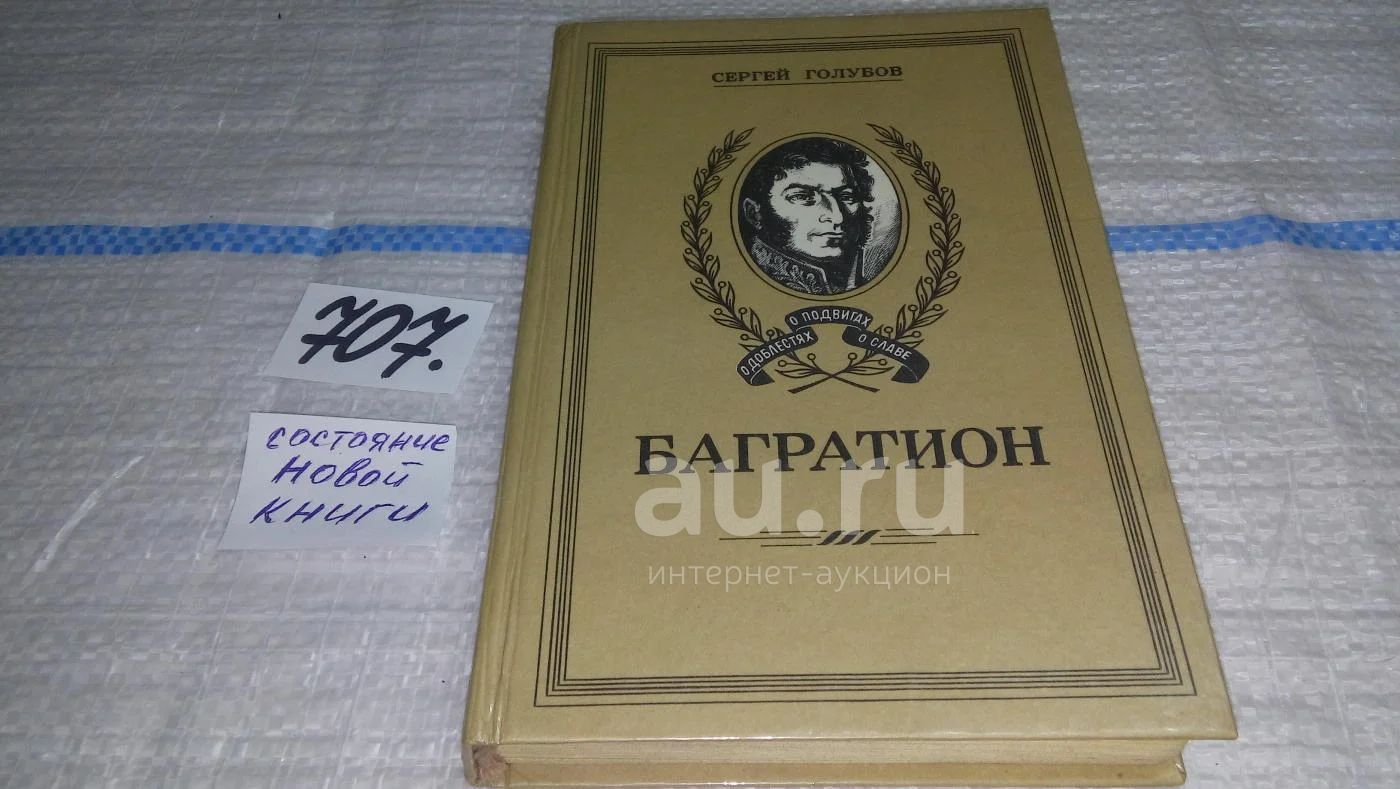 СЕРГЕЙ ГОЛУБОВ
О ДОБЛЕСТЯХ
О ПОДВИГАХ
О СЛАВЕ
БАГРАТИОН
707.
состояние
новой
книги
au.ru
интернет-аукцион